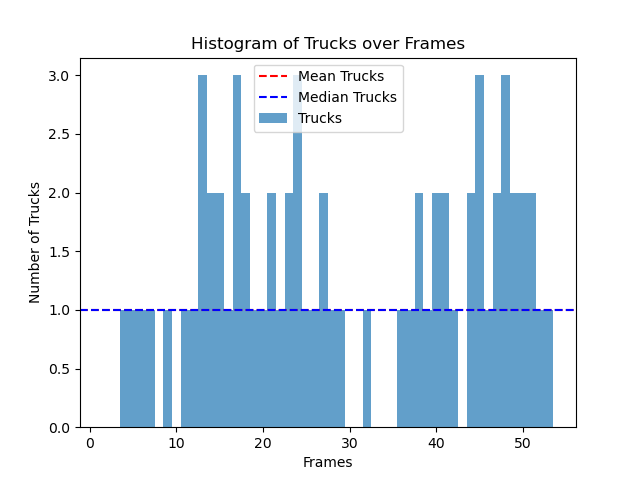 Histogram of Trucks over Frames
Mean Trucks
Median Trucks
Trucks
Number of Trucks
3.0
2.5
2.0
1.5
1.0
0.5
0.0
0 10 20 30 40 50
Frames